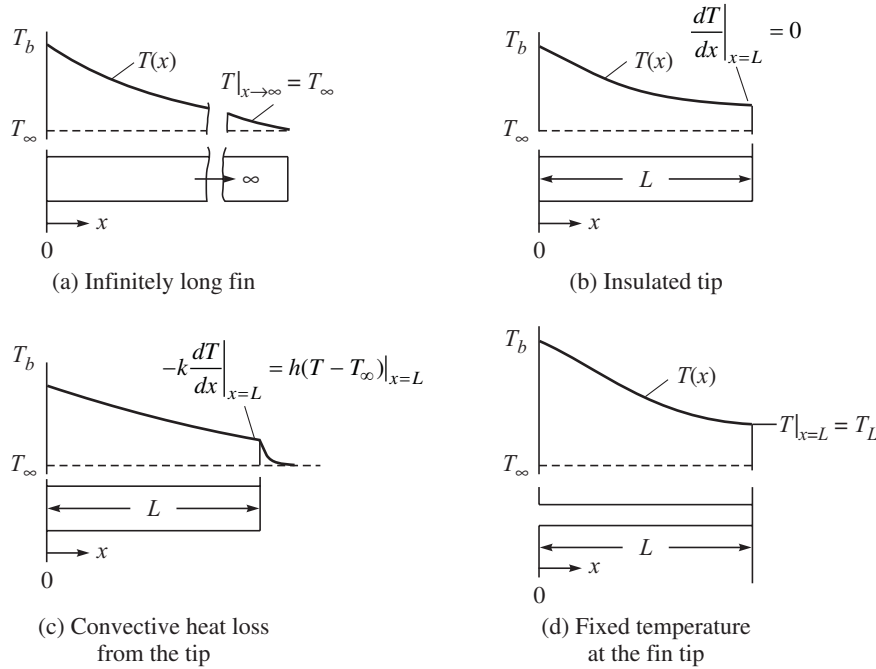 T_b
T(x)
T|_{x→∞} = T_∞
T_∞
∞
x
0
(a) Infinitely long fin
T_b
dT/dx|_{x=L} = 0
T(x)
T_∞
L
x
0
(b) Insulated tip
T_b
-k dT/dx|_{x=L} = h(T - T_∞)|_{x=L}
T_∞
L
x
0
(c) Convective heat loss
from the tip
T_b
T(x)
T|_{x=L} = T_L
T_∞
L
x
0
(d) Fixed temperature
at the fin tip